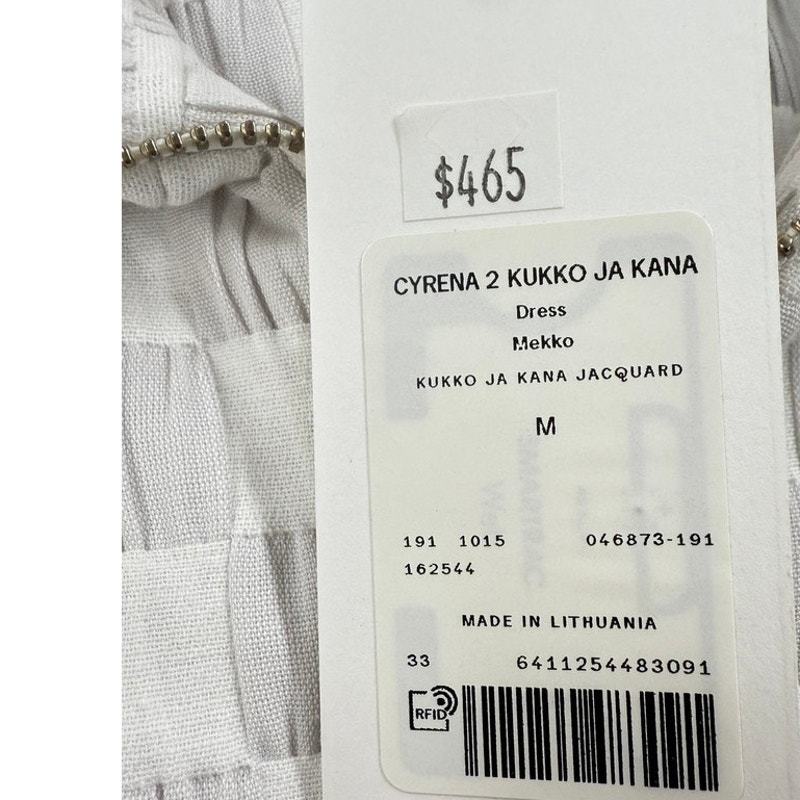 $465
CYRENA 2 KUKKO JA KANA
Dress
Mekko
KUKKO JA KANA JACQUARD
M
191 1015 046873-191
162544
MADE IN LITHUANIA
33 6411254483091
RFID